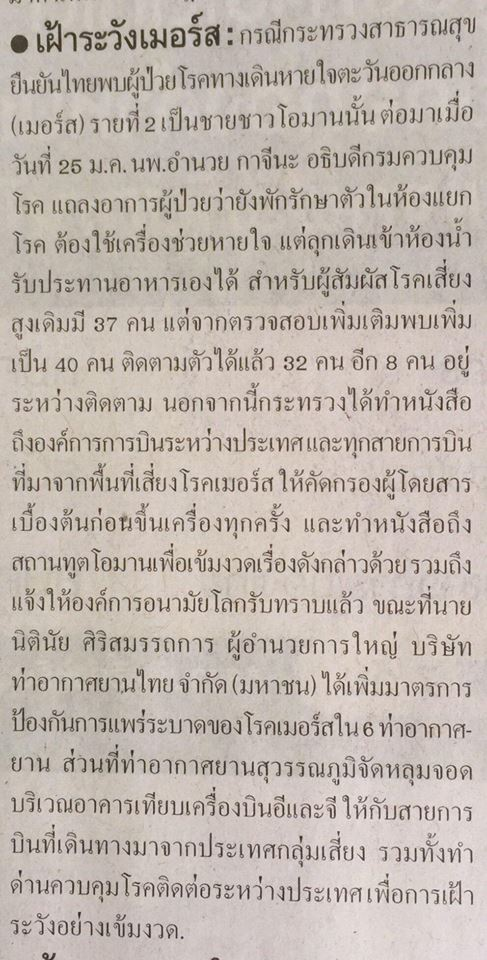 ● เฝ้าระวังเมอร์ส : กรณีกระทรวงสาธารณสุข
ยืนยันไทยพบผู้ป่วยโรคทางเดินหายใจตะวันออกกลาง
(เมอร์ส) รายที่ 2 เป็นชายชาวโอมานนั้น ต่อมาเมื่อ
วันที่ 25 ม.ค. นพ.อำนวย กาจีนะ อธิบดีกรมควบคุม
โรค แถลงอาการผู้ป่วยว่ายังพักรักษาตัวในห้องแยก
โรค ต้องใช้เครื่องช่วยหายใจ แต่ลุกเดินเข้าห้องน้ำ
รับประทานอาหารเองได้ สำหรับผู้สัมผัสโรคเสี่ยง
สูงเดิมมี 37 คน แต่จากตรวจสอบเพิ่มเติมพบเพิ่ม
เป็น 40 คน ติดตามตัวได้แล้ว 32 คน อีก 8 คน อยู่
ระหว่างติดตาม นอกจากนี้กระทรวงได้ทำหนังสือ
ถึงองค์การการบินระหว่างประเทศและทุกสายการบิน
ที่มาจากพื้นที่เสี่ยงโรคเมอร์ส ให้คัดกรองผู้โดยสาร
เบื้องต้นก่อนขึ้นเครื่องทุกครั้ง และทำหนังสือถึง
สถานทูตโอมานเพื่อเข้มงวดเรื่องดังกล่าวด้วย รวมถึง
แจ้งให้องค์การอนามัยโลกรับทราบแล้ว ขณะที่นาย
นิตินัย ศิริสมรรถการ ผู้อำนวยการใหญ่ บริษัท
ท่าอากาศยานไทย จำกัด (มหาชน) ได้เพิ่มมาตรการ
ป้องกันการแพร่ระบาดของโรคเมอร์สใน 6 ท่าอากาศ-
ยาน ส่วนที่ท่าอากาศยานสุวรรณภูมิจัดหลุมจอด
บริเวณอาคารเทียบเครื่องบินอีและจี ให้กับสายการ
บินที่เดินทางมาจากประเทศกลุ่มเสี่ยง รวมทั้งทำ
ด่านควบคุมโรคติดต่อระหว่างประเทศ เพื่อการเฝ้า
ระวังอย่างเข้มงวด.